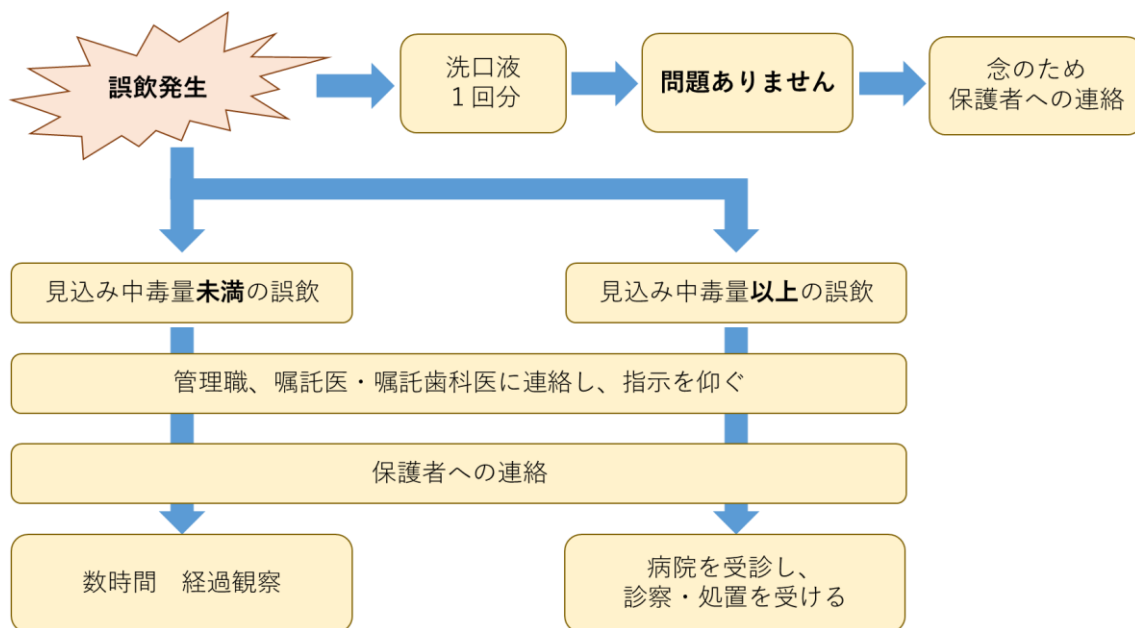 誤飲発生
洗口液
１回分
問題ありません
念のため
保護者への連絡
見込み中毒量未満の誤飲
見込み中毒量以上の誤飲
管理職、嘱託医・嘱託歯科医に連絡し、指示を仰ぐ
保護者への連絡
数時間　経過観察
病院を受診し、
診察・処置を受ける